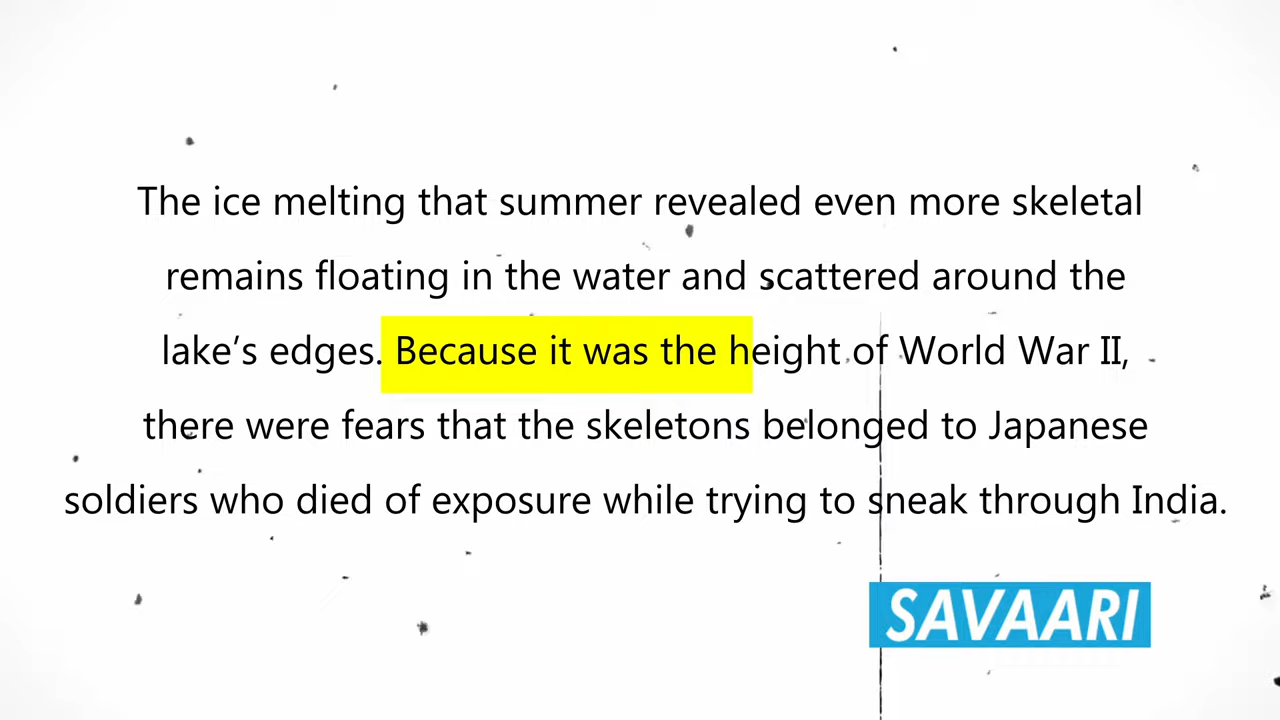 The ice melting that summer revealed even more skeletal
remains floating in the water and scattered around the
lake’s edges. Because it was the height of World War II,
there were fears that the skeletons belonged to Japanese
soldiers who died of exposure while trying to sneak through India.
SAVAARI